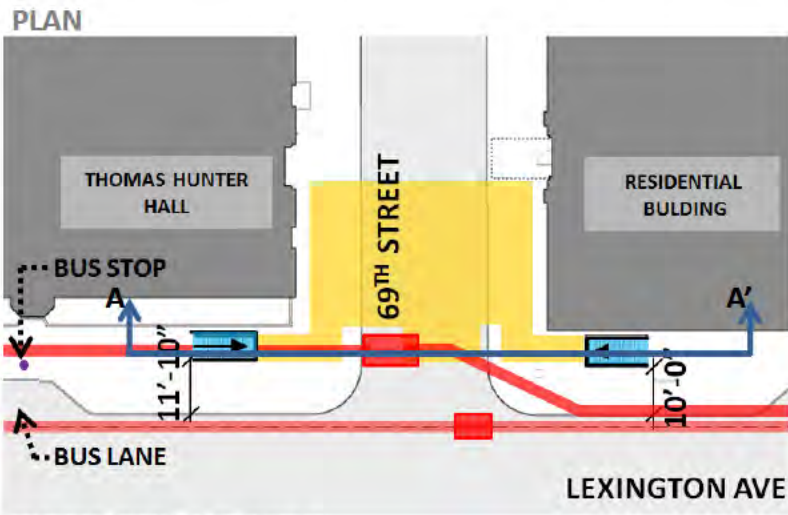 PLAN
THOMAS HUNTER
HALL
69TH STREET
RESIDENTIAL
BULDING
BUS STOP
A
A'
11'-10"
10'-0"
BUS LANE
LEXINGTON AVE